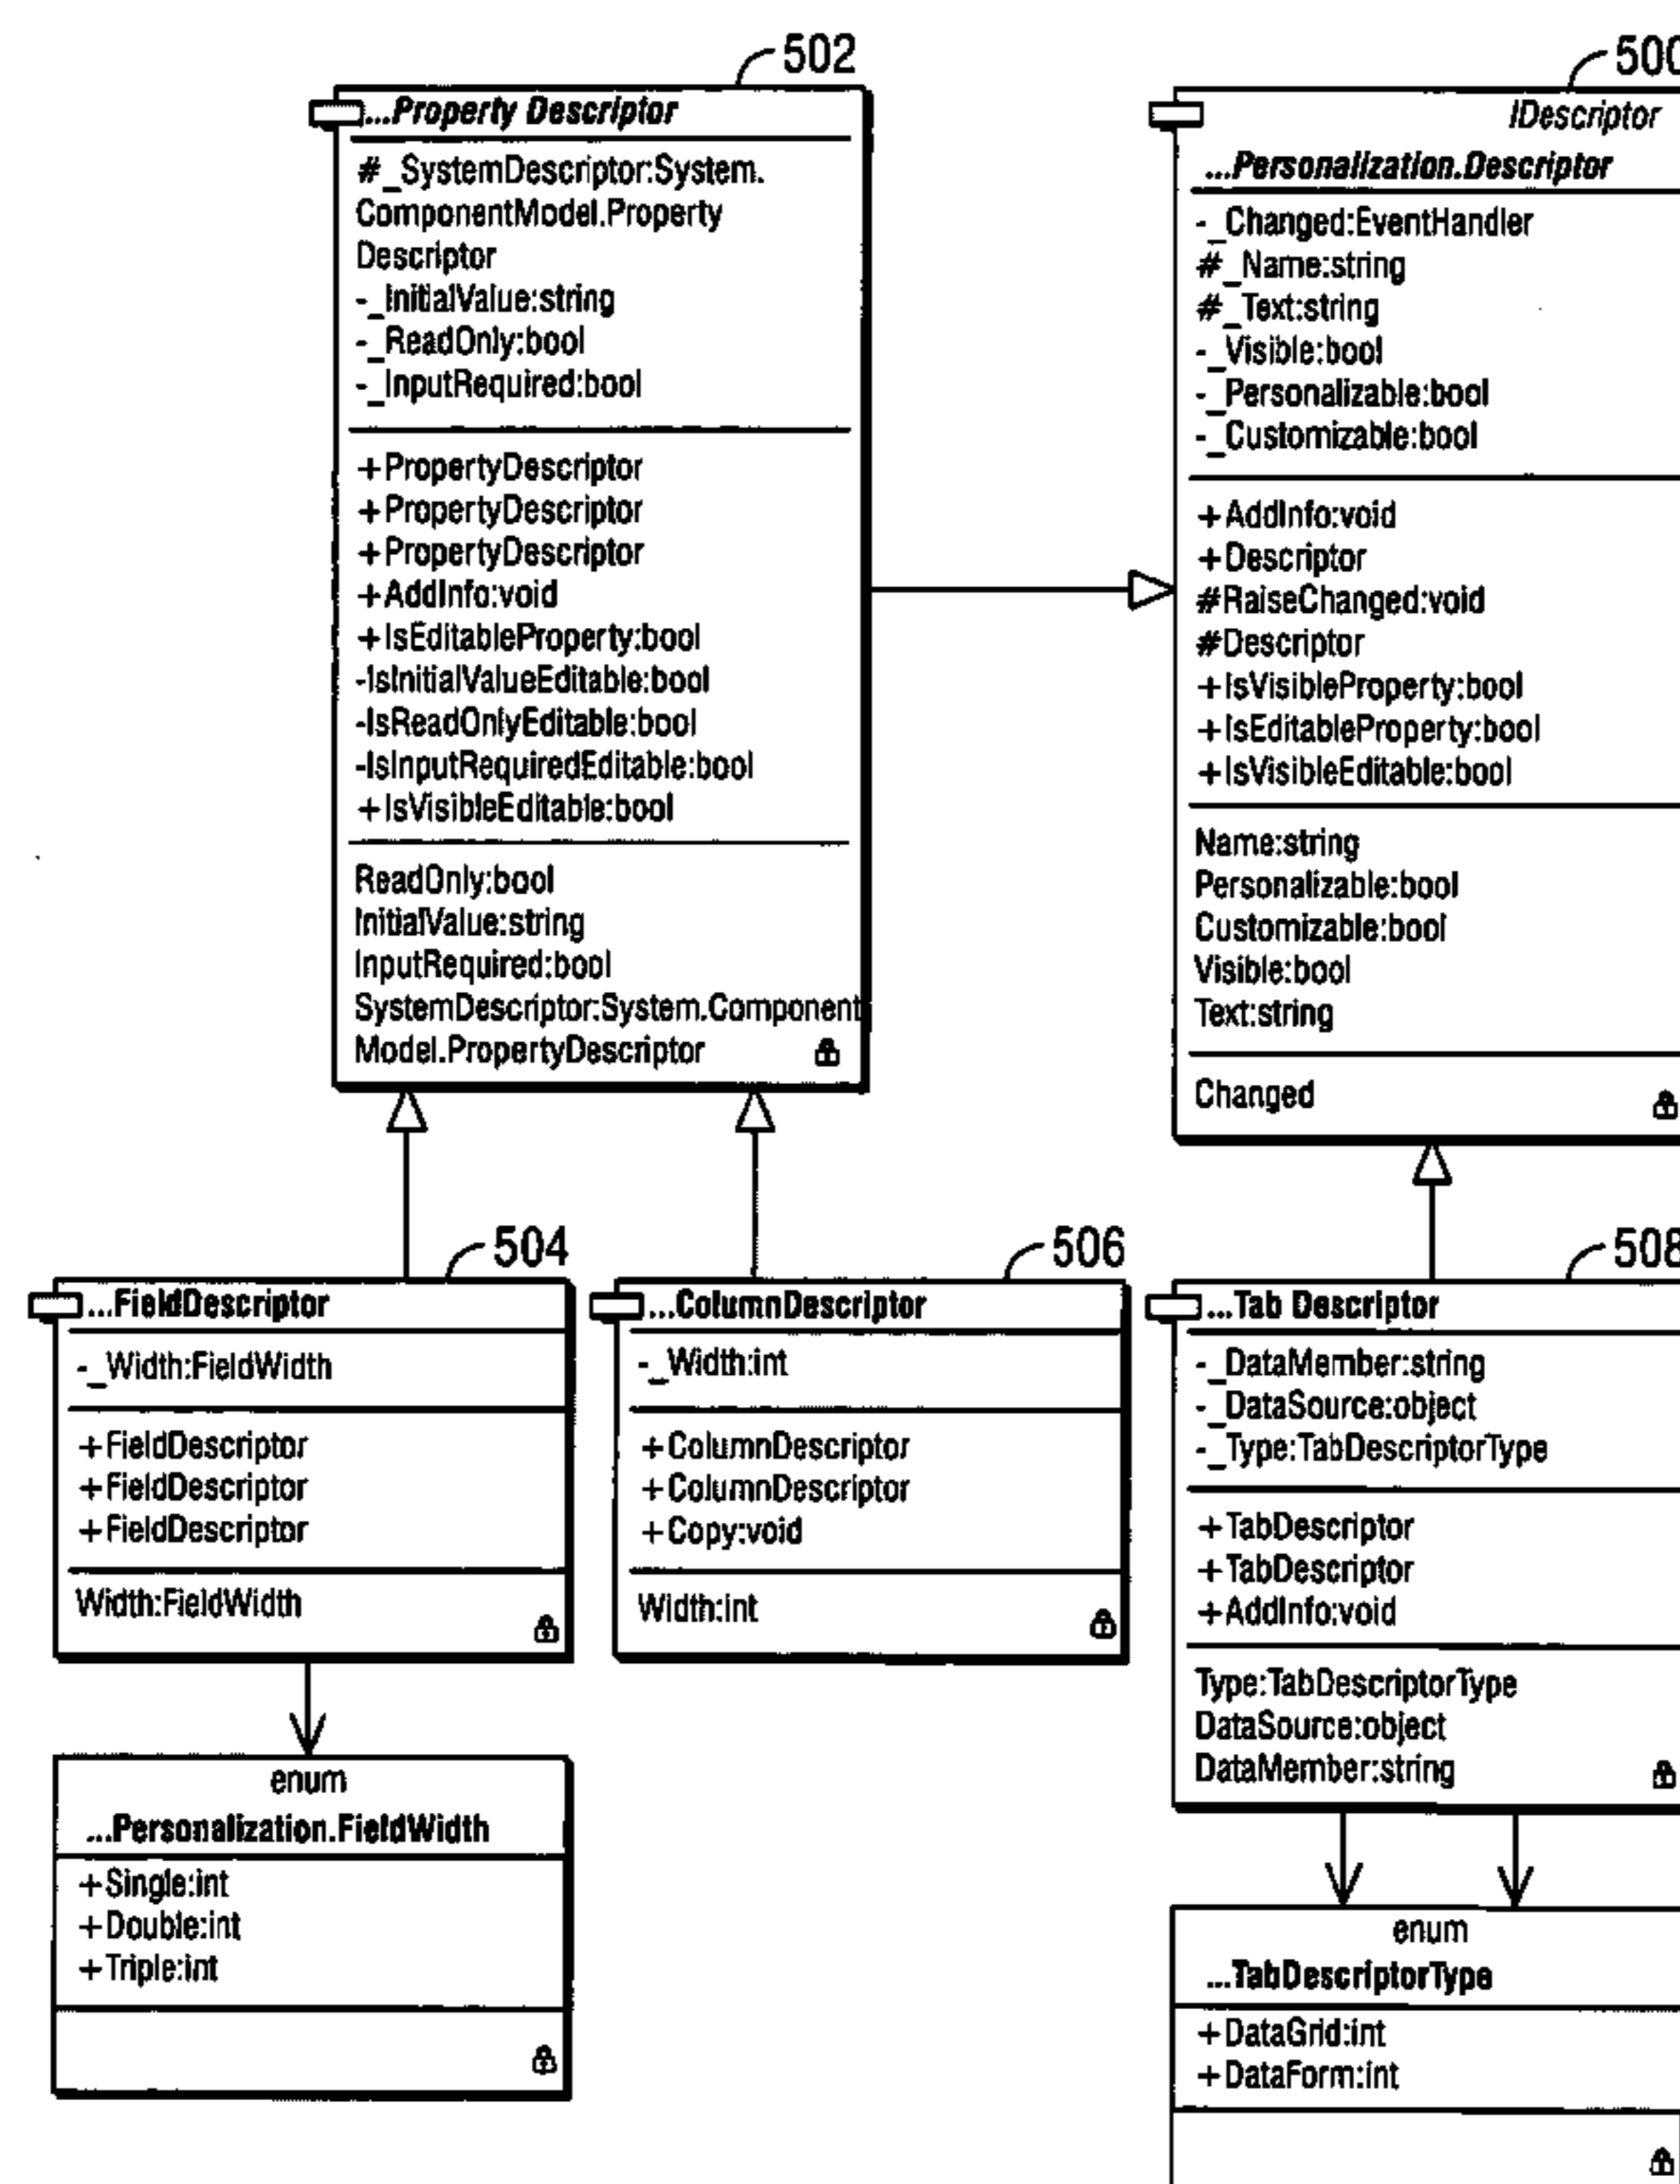 502
...Property Descriptor
#_SystemDescriptor:System.
ComponentModel.Property
Descriptor
-_InitialValue:string
-_ReadOnly:bool
-_InputRequired:bool
+PropertyDescriptor
+PropertyDescriptor
+PropertyDescriptor
+AddInfo:void
+IsEditableProperty:bool
-IsInitialValueEditable:bool
-IsReadOnlyEditable:bool
-IsInputRequiredEditable:bool
+IsVisibleEditable:bool
ReadOnly:bool
InitialValue:string
InputRequired:bool
SystemDescriptor:System.Component
Model.PropertyDescriptor
500
IDescriptor
...Personalization.Descriptor
-_Changed:EventHandler
#_Name:string
#_Text:string
-_Visible:bool
-_Personalizable:bool
-_Customizable:bool
+AddInfo:void
+Descriptor
#RaiseChanged:void
#Descriptor
+IsVisibleProperty:bool
+IsEditableProperty:bool
+IsVisibleEditable:bool
Name:string
Personalizable:bool
Customizable:bool
Visible:bool
Text:string
Changed
504
...FieldDescriptor
-_Width:FieldWidth
+FieldDescriptor
+FieldDescriptor
+FieldDescriptor
Width:FieldWidth
506
...ColumnDescriptor
-_Width:int
+ColumnDescriptor
+ColumnDescriptor
+Copy:void
Width:int
508
...Tab Descriptor
-_DataMember:string
-_DataSource:object
-_Type:TabDescriptorType
+TabDescriptor
+TabDescriptor
+AddInfo:void
Type:TabDescriptorType
DataSource:object
DataMember:string
enum
...Personalization.FieldWidth
+Single:int
+Double:int
+Triple:int
enum
...TabDescriptorType
+DataGrid:int
+DataForm:int